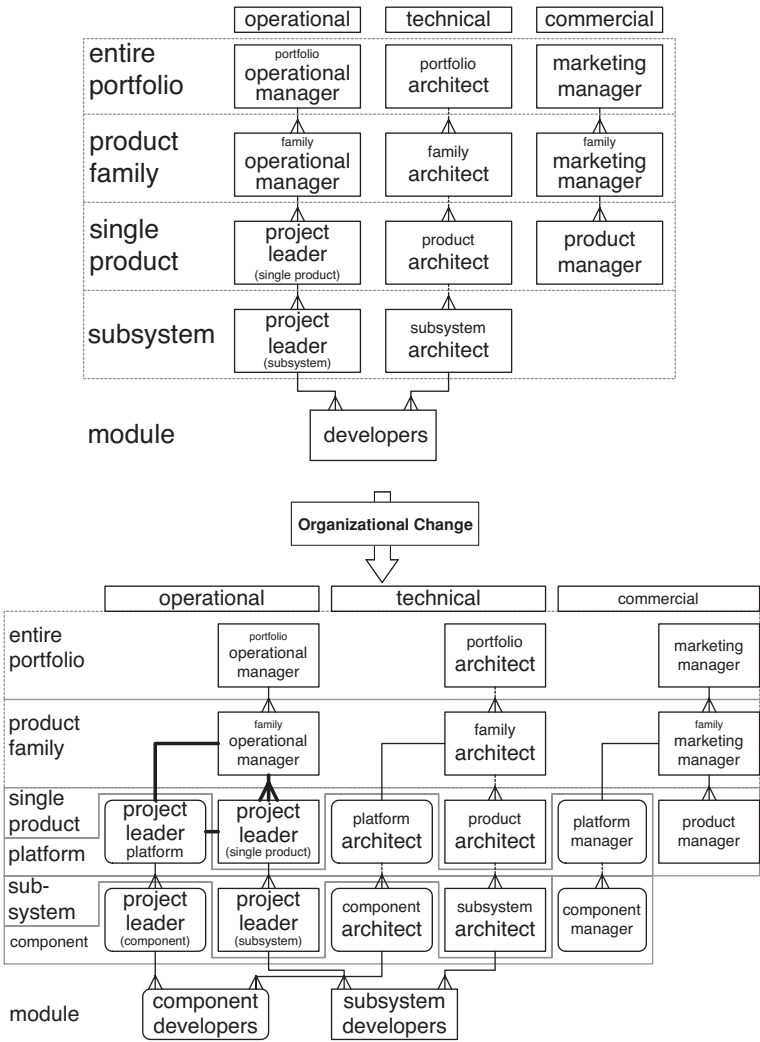 operational technical commercial
entire
portfolio
portfolio
operational
manager
portfolio
architect
marketing
manager
product
family
family
operational
manager
family
architect
family
marketing
manager
single
product
project
leader
(single product)
product
architect
product
manager
subsystem
project
leader
(subsystem)
subsystem
architect
module
developers
Organizational Change
operational technical commercial
entire
portfolio
portfolio
operational
manager
portfolio
architect
marketing
manager
product
family
family
operational
manager
family
architect
family
marketing
manager
single
product
platform
project
leader
platform
project
leader
(single product)
platform
architect
product
architect
platform
manager
product
manager
sub-
system
component
project
leader
(component)
project
leader
(subsystem)
component
architect
subsystem
architect
component
manager
module
component
developers
subsystem
developers